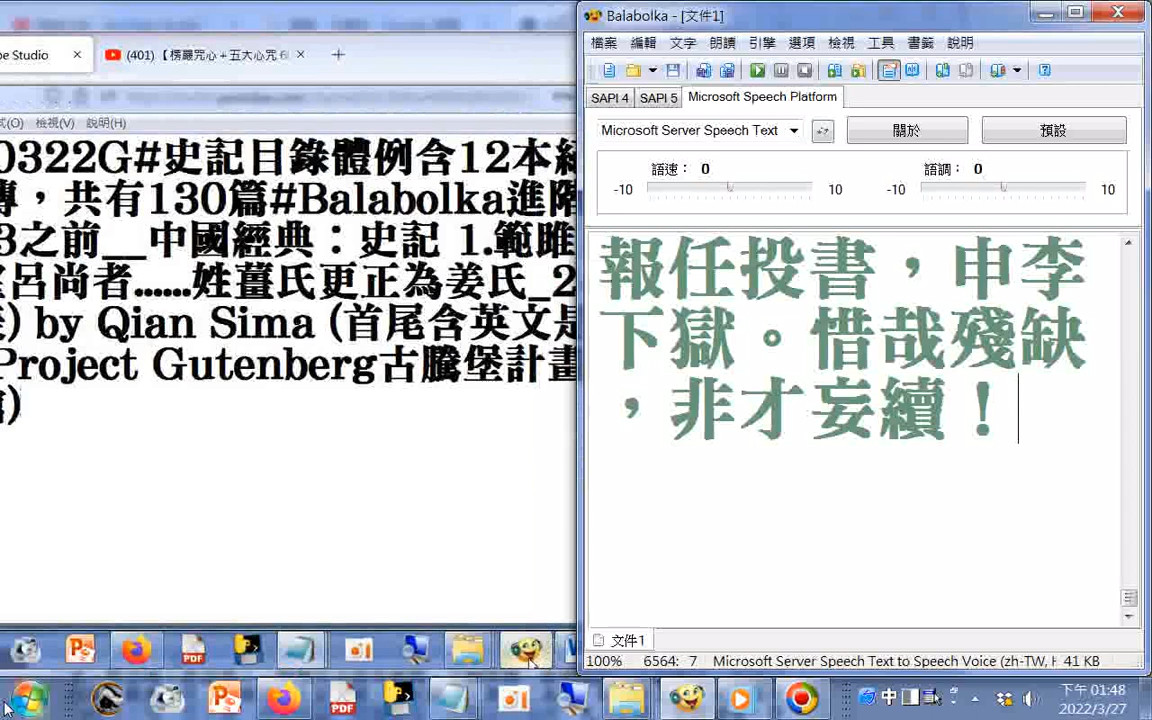 Balabolka - [文件1]
be Studio
(401) 【楞嚴咒心＋五大心咒 6
檔案 編輯 文字 朗讀 引擎 選項 檢視 工具 書籤 說明
SAPI 4 SAPI 5 Microsoft Speech Platform
式(O) 檢視(V) 說明(H)
Microsoft Server Speech Text 關於 預設
語速： 0 語調： 0
-10 10 -10 10
0322G#史記目錄體例含12本紀
傳，共有130篇#Balabolka進階
3之前__中國經典：史記 1.範雎
呂尚者......姓薑氏更正為姜氏_2
) by Qian Sima (首尾含英文是
Project Gutenberg古騰堡計畫
)
報任投書，申李
下獄。惜哉殘缺
，非才妄續！
文件1
100% 6564: 7 Microsoft Server Speech Text to Speech Voice (zh-TW, H 41 KB
PDF
PDF
中
下午 01:48
2022/3/27